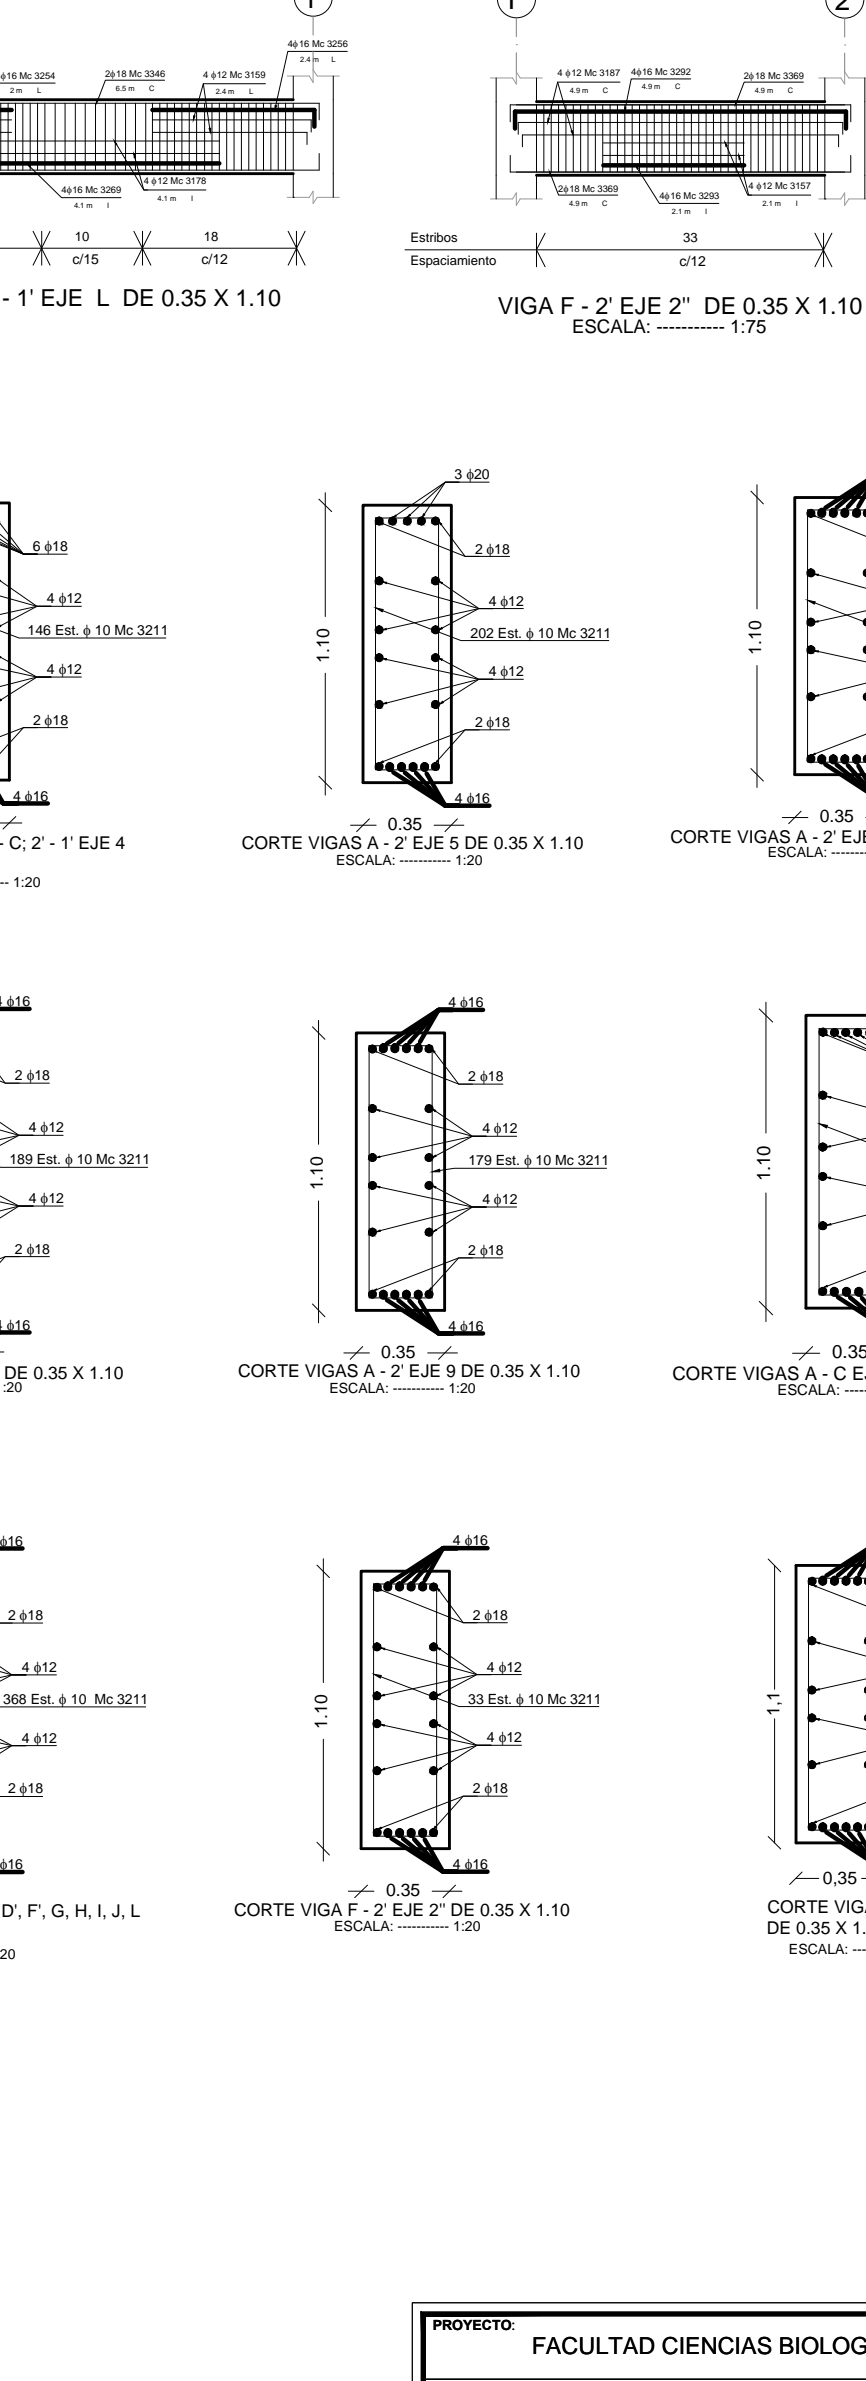 1'
1'
2'
4ϕ16 Mc 3256
2.4 m L
ϕ16 Mc 3254
2 m L
2ϕ18 Mc 3346
6.5 m C
4 ϕ12 Mc 3159
2.4 m L
4 ϕ12 Mc 3187
4.9 m C
4ϕ16 Mc 3292
4.9 m C
2ϕ18 Mc 3369
4.9 m C
4ϕ16 Mc 3269
4.1 m I
4 ϕ12 Mc 3178
4.1 m I
2ϕ18 Mc 3369
4.9 m C
4ϕ16 Mc 3293
2.1 m I
4 ϕ12 Mc 3157
2.1 m I
10
18
c/15
c/12
Estribos
33
Espaciamiento
c/12
- 1' EJE L DE 0.35 X 1.10
VIGA F - 2' EJE 2" DE 0.35 X 1.10
ESCALA: ----------- 1:75
6 ϕ18
4 ϕ12
146 Est. ϕ 10 Mc 3211
4 ϕ12
2 ϕ18
4 ϕ16
- C; 2' - 1' EJE 4
-- 1:20
3 ϕ20
2 ϕ18
4 ϕ12
202 Est. ϕ 10 Mc 3211
4 ϕ12
2 ϕ18
4 ϕ16
1.10
0.35
CORTE VIGAS A - 2' EJE 5 DE 0.35 X 1.10
ESCALA: ----------- 1:20
1.10
0.35
CORTE VIGAS A - 2' EJE
ESCALA: --------
4 ϕ16
2 ϕ18
4 ϕ12
189 Est. ϕ 10 Mc 3211
4 ϕ12
2 ϕ18
4 ϕ16
DE 0.35 X 1.10
:20
4 ϕ16
2 ϕ18
4 ϕ12
179 Est. ϕ 10 Mc 3211
4 ϕ12
2 ϕ18
4 ϕ16
1.10
0.35
CORTE VIGAS A - 2' EJE 9 DE 0.35 X 1.10
ESCALA: ----------- 1:20
1.10
0.35
CORTE VIGAS A - C EJ
ESCALA: -----
ϕ16
2 ϕ18
4 ϕ12
368 Est. ϕ 10 Mc 3211
4 ϕ12
2 ϕ18
ϕ16
D', F', G, H, I, J, L
20
4 ϕ16
2 ϕ18
4 ϕ12
33 Est. ϕ 10 Mc 3211
4 ϕ12
2 ϕ18
4 ϕ16
1.10
0.35
CORTE VIGA F - 2' EJE 2" DE 0.35 X 1.10
ESCALA: ----------- 1:20
1,1
0,35
CORTE VIGA
DE 0.35 X 1.
ESCALA: ---
PROYECTO:
FACULTAD CIENCIAS BIOLOG